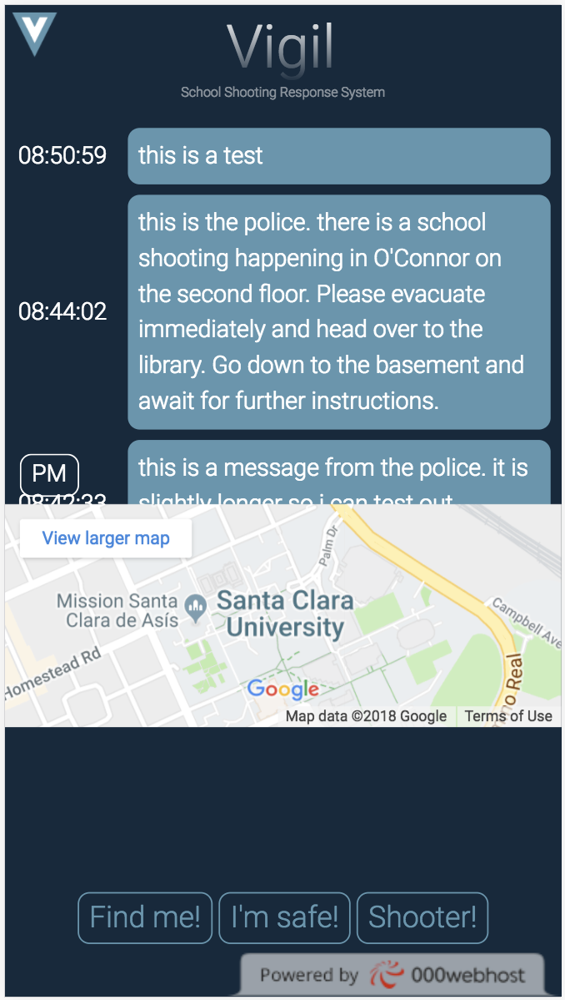 V
Vigil
School Shooting Response System
08:50:59
this is a test
08:44:02
this is the police. there is a school
shooting happening in O'Connor on
the second floor. Please evacuate
immediately and head over to the
library. Go down to the basement and
await for further instructions.
PM
08:42:33
this is a message from the police. it is
slightly longer so i can test out
View larger map
Palm Dr
Mission Santa
Clara de Asís
Santa Clara
University
Campbell Ave
Homestead Rd
Real
Google
Map data ©2018 Google
Terms of Use
Find me!
I'm safe!
Shooter!
Powered by 000webhost